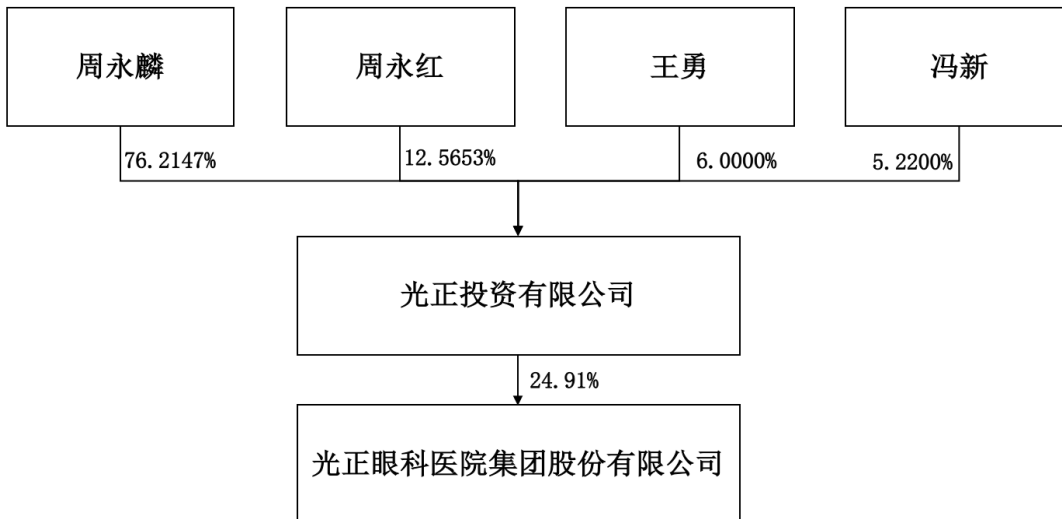 周永麟
周永红
王勇
冯新
76.2147%
12.5653%
6.0000%
5.2200%
光正投资有限公司
24.91%
光正眼科医院集团股份有限公司